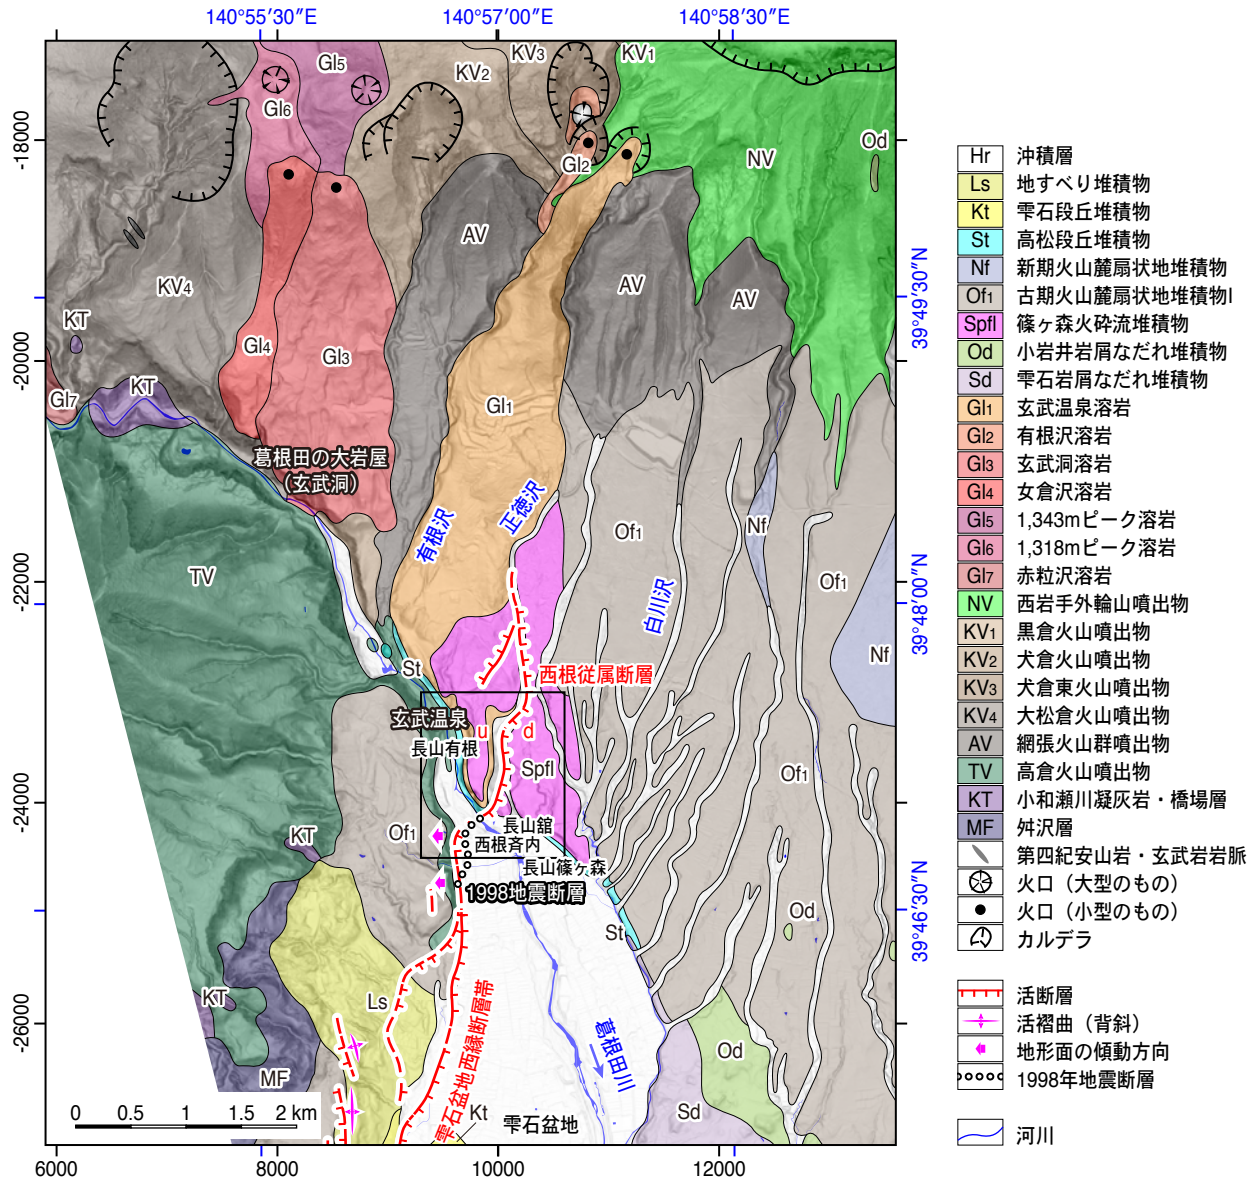 140°55′30″E
140°57′00″E
140°58′30″E
-18000
-20000
-22000
-24000
-26000
6000
8000
10000
12000
39°49′30″N
39°48′00″N
39°46′30″N
Gl5
KV2
KV3
KV1
Gl6
Gl2
NV
Od
AV
KV4
AV
AV
KT
Gl4
Gl3
KT
Gl7
Gl1
葛根田の大岩屋
（玄武洞）
有根沢
正徳沢
Of1
Nf
TV
白川沢
Of1
Nf
St
西根従属断層
玄武温泉
u
d
長山有根
Spfl
Of1
長山舘
Of1
西根斉内
KT
長山篠ヶ森
1998地震断層
Od
St
KT
Ls
雫石盆地西縁断層帯
葛根田川
Od
MF
Sd
Kt
雫石盆地
0 0.5 1 1.5 2 km
Hr 沖積層
Ls 地すべり堆積物
Kt 雫石段丘堆積物
St 高松段丘堆積物
Nf 新期火山麓扇状地堆積物
Of1 古期火山麓扇状地堆積物I
Spfl 篠ヶ森火砕流堆積物
Od 小岩井岩屑なだれ堆積物
Sd 雫石岩屑なだれ堆積物
Gl1 玄武温泉溶岩
Gl2 有根沢溶岩
Gl3 玄武洞溶岩
Gl4 女倉沢溶岩
Gl5 1,343mピーク溶岩
Gl6 1,318mピーク溶岩
Gl7 赤粒沢溶岩
NV 西岩手外輪山噴出物
KV1 黒倉火山噴出物
KV2 犬倉火山噴出物
KV3 犬倉東火山噴出物
KV4 大松倉火山噴出物
AV 網張火山群噴出物
TV 高倉火山噴出物
KT 小和瀬川凝灰岩・橋場層
MF 舛沢層
第四紀安山岩・玄武岩岩脈
火口（大型のもの）
火口（小型のもの）
カルデラ
活断層
活褶曲（背斜）
地形面の傾動方向
1998年地震断層
河川